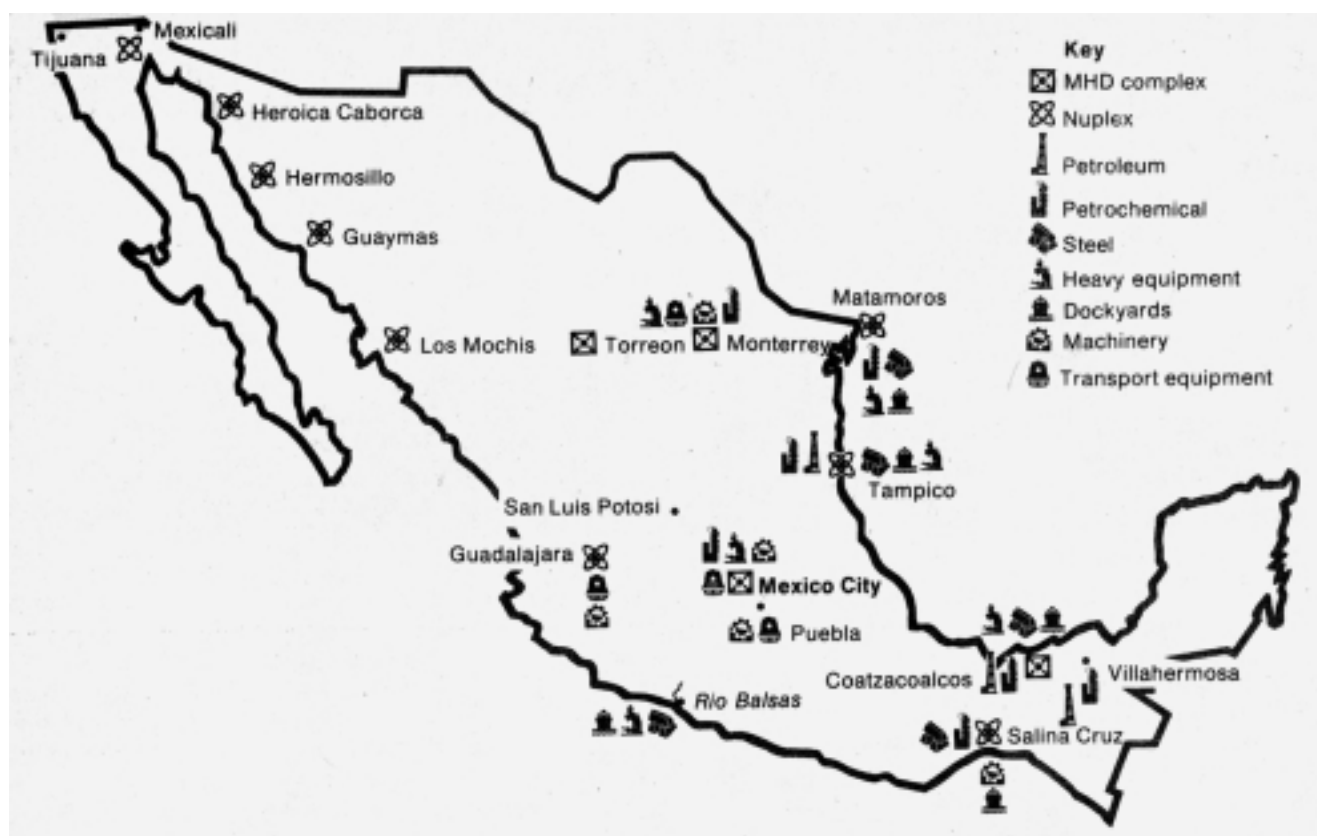 Mexicali
Tijuana
Heroica Caborca
Hermosillo
Guaymas
Los Mochis
Torreon
Monterrey
Matamoros
Tampico
San Luis Potosi
Guadalajara
Mexico City
Puebla
Coatzacoalcos
Villahermosa
Rio Balsas
Salina Cruz
Key
MHD complex
Nuplex
Petroleum
Petrochemical
Steel
Heavy equipment
Dockyards
Machinery
Transport equipment